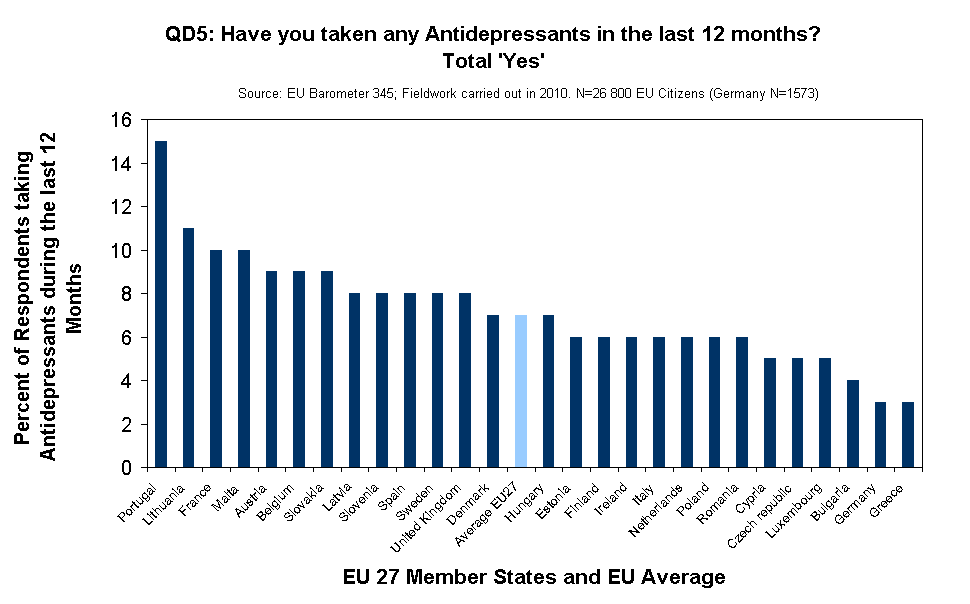 QD5: Have you taken any Antidepressants in the last 12 months?
Total 'Yes'
Source: EU Barometer 345; Fieldwork carried out in 2010. N=26 800 EU Citizens (Germany N=1573)
Percent of Respondents taking
Antidepressants during the last 12
Months
16
14
12
10
8
6
4
2
0
Portugal
Lithuania
France
Malta
Austria
Belgium
Slovakia
Latvia
Slovenia
Spain
Sweden
United Kingdom
Denmark
Average EU27
Hungary
Estonia
Finland
Ireland
Italy
Netherlands
Poland
Romania
Cypria
Czech republic
Luxembourg
Bulgaria
Germany
Greece
EU 27 Member States and EU Average